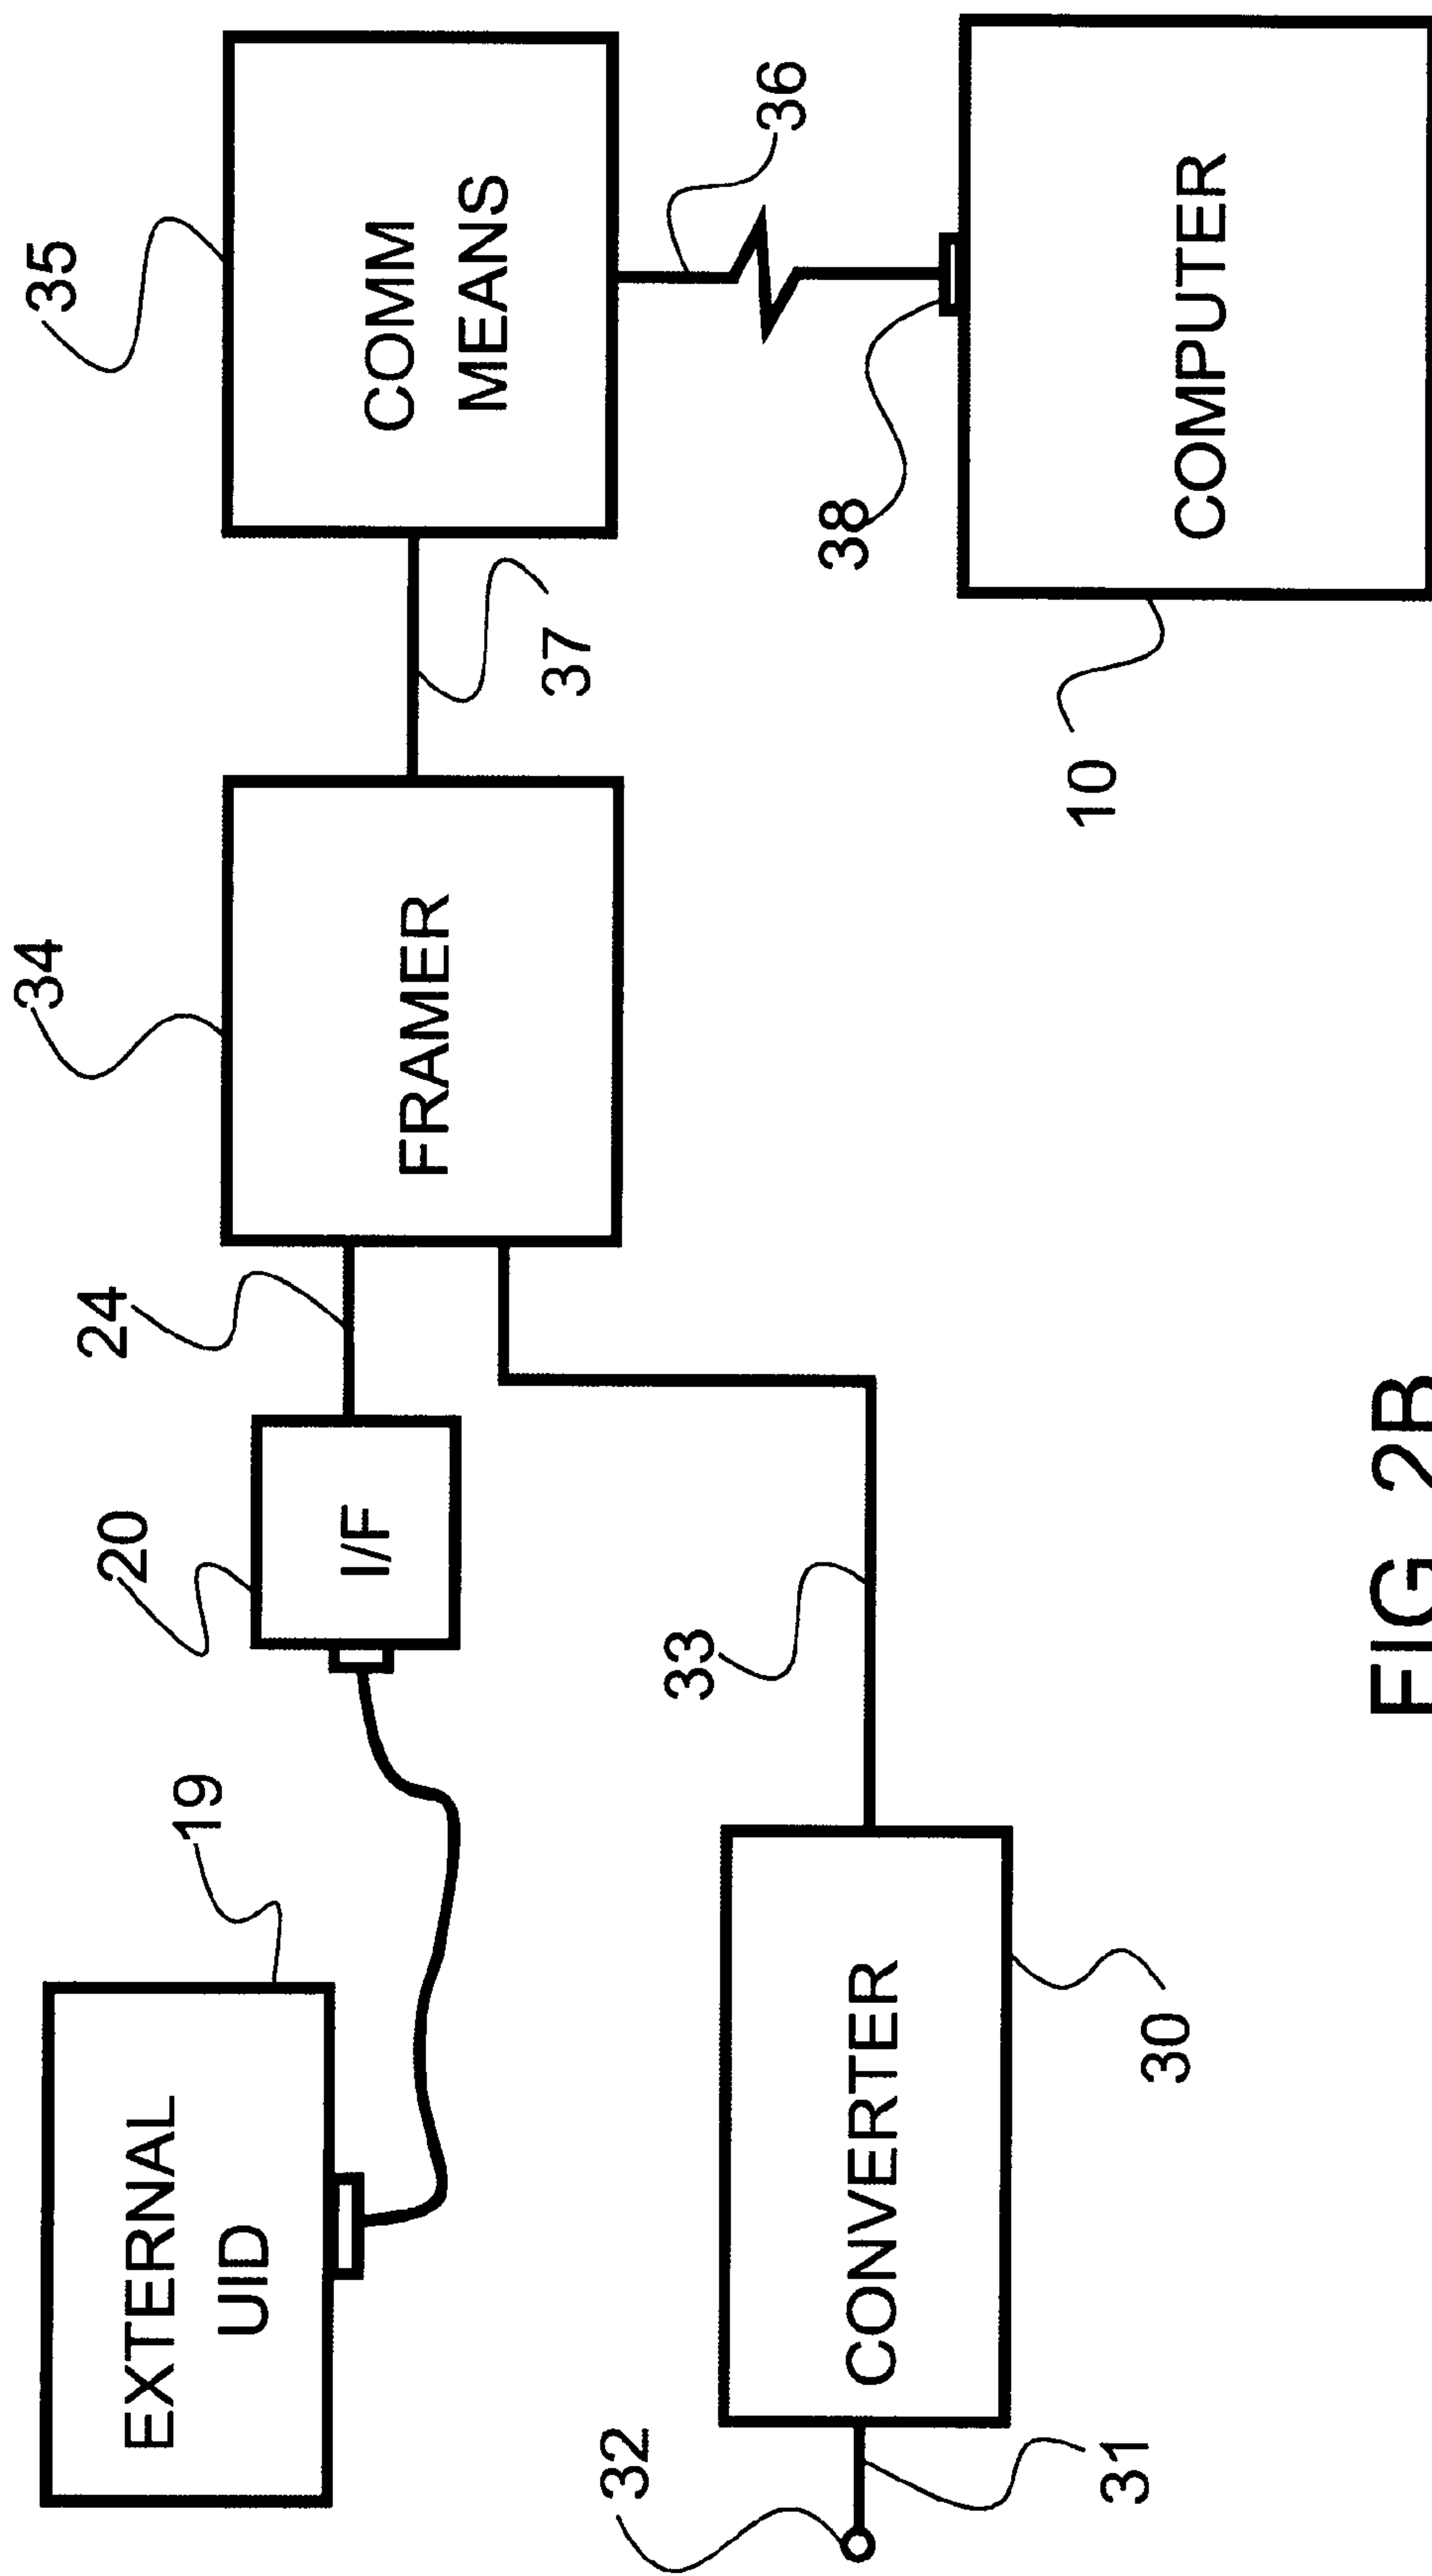 35
COMM
MEANS
36
34
FRAMER
37
38
COMPUTER
10
24
20
I/F
33
19
EXTERNAL
UID
CONVERTER
30
32
31
FIG 2B